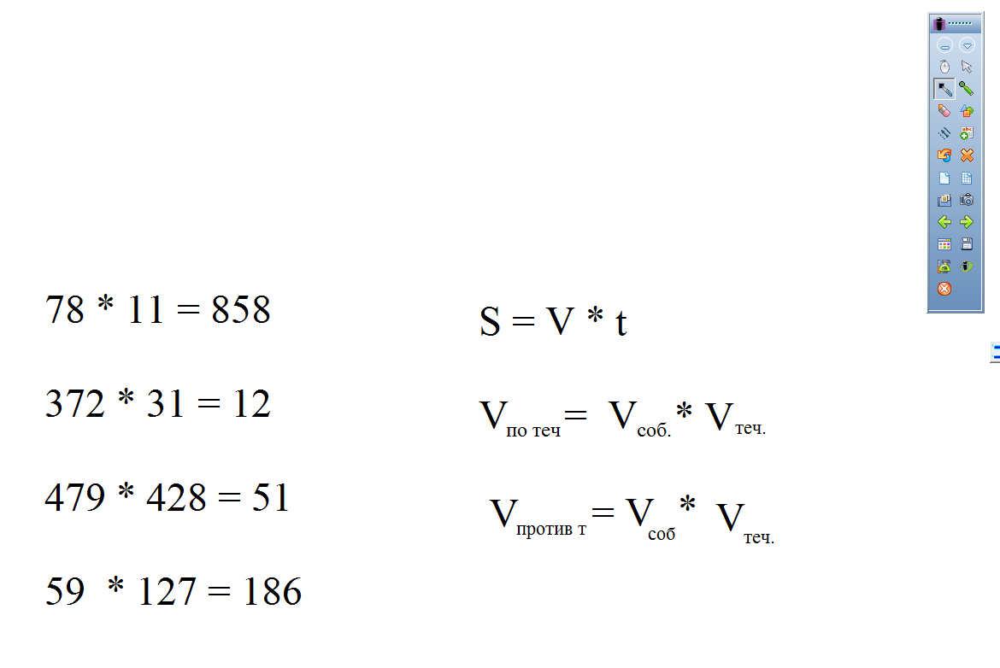 78 * 11 = 858
372 * 31 = 12
479 * 428 = 51
59 * 127 = 186
S = V * t
Vпо теч = Vсоб. * Vтеч.
Vпротив т = Vсоб * Vтеч.